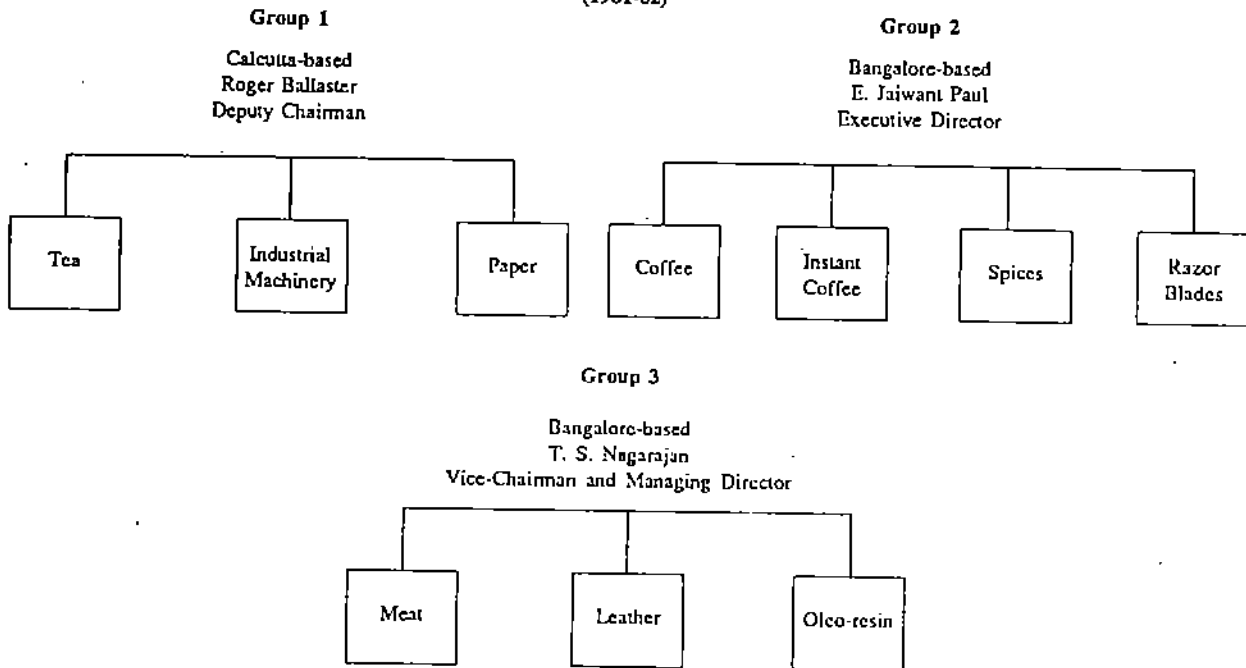 Group 1
Calcutta-based
Roger Ballaster
Deputy Chairman
Tea
Industrial
Machinery
Paper
Group 2
Bangalore-based
E. Jaiwant Paul
Executive Director
Coffee
Instant
Coffee
Spices
Razor
Blades
Group 3
Bangalore-based
T. S. Nagarajan
Vice-Chairman and Managing Director
Meat
Leather
Oleo-resin